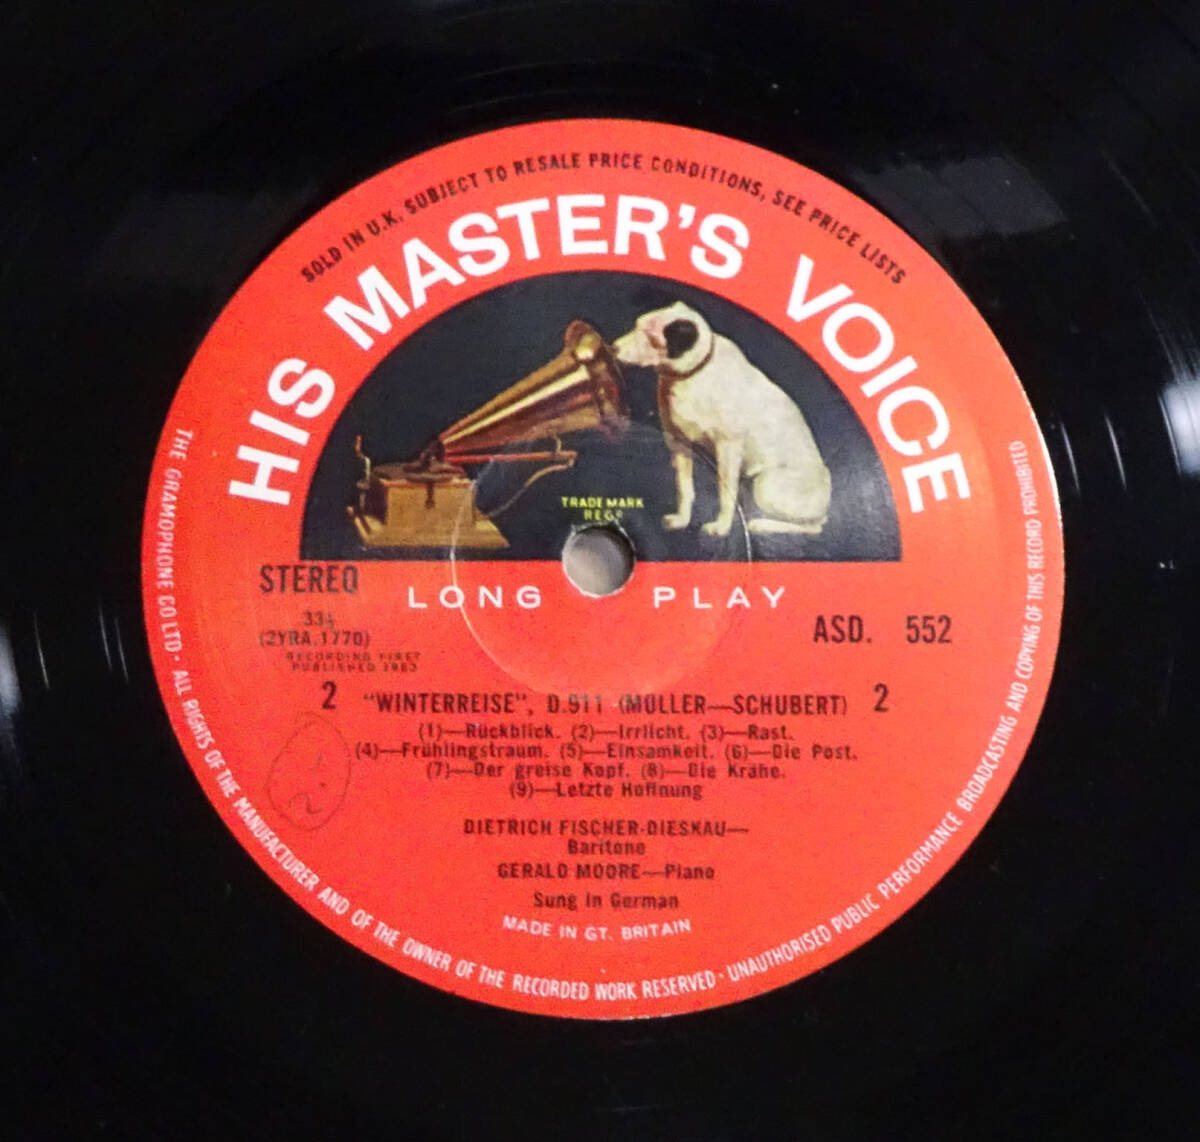 SOLD IN U.K. SUBJECT TO RESALE PRICE CONDITIONS, SEE PRICE LISTS
HIS MASTER'S VOICE
TRADE MARK
REGD
STEREO
LONG PLAY
33⅓
(2YRA.1770)
RECORDING FIRST
PUBLISHED 1963
ASD. 552
2 "WINTERREISE", D.911 (MULLER—SCHUBERT) 2
(1)—Rückblick. (2)—Irrlicht. (3)—Rast.
(4)—Frühlingstraum. (5)—Einsamkeit. (6)—Die Post.
(7)—Der greise Kopf. (8)—Die Krähe.
(9)—Letzte Hoffnung
DIETRICH FISCHER-DIESKAU—
Baritone
GERALD MOORE—Piano
Sung in German
MADE IN GT. BRITAIN
THE GRAMOPHONE CO LTD · ALL RIGHTS OF THE MANUFACTURER AND OF THE OWNER OF THE RECORDED WORK RESERVED · UNAUTHORISED PUBLIC PERFORMANCE BROADCASTING AND COPYING OF THIS RECORD PROHIBITED